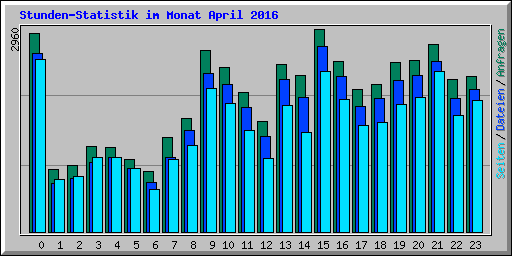 Stunden-Statistik im Monat April 2016
2960
Seiten / Dateien / Anfragen
0 1 2 3 4 5 6 7 8 9 10 11 12 13 14 15 16 17 18 19 20 21 22 23